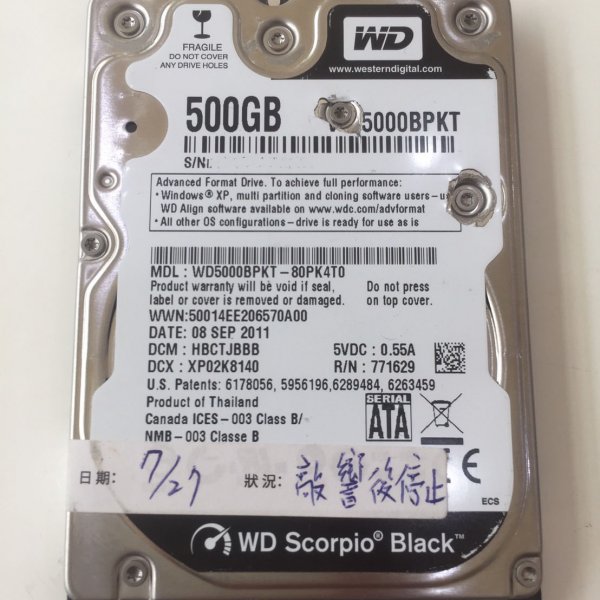 FRAGILE
DO NOT COVER
ANY DRIVE HOLES
WD
www.westerndigital.com
500GB 5000BPKT
S/N:
Advanced Format Drive. To achieve full performance:
• Windows® XP, multi partition and cloning software users - us
WD Align software available on www.wdc.com/advformat
• All other OS configurations - drive is ready for use as is
MDL : WD5000BPKT - 80PK4T0
Product warranty will be void if seal, Do not press
label or cover is removed or damaged. on top cover.
WWN:50014EE206570A00
DATE: 08 SEP 2011
DCM : HBCTJBBB 5VDC : 0.55A
DCX : XP02K8140 R/N : 771629
U.S. Patents: 6178056, 5956196,6289484, 6263459
Product of Thailand
Canada ICES - 003 Class B/
NMB - 003 Classe B
SERIAL
ATA
日期: 7/27 狀況: 敲響後停止
CE
ECS
WD Scorpio® Black™